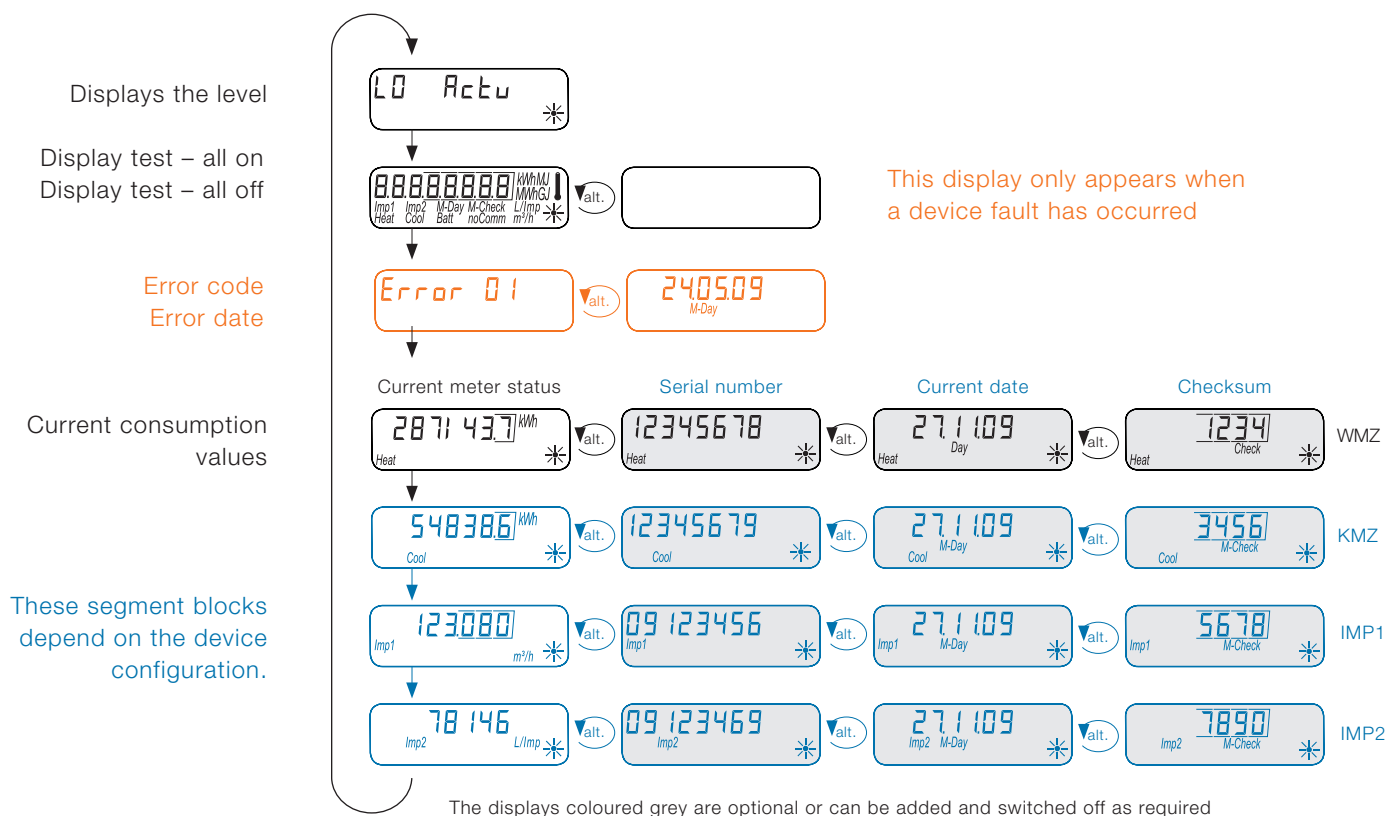 Displays the level
L0 Actu
Display test – all on
Display test – all off
8.8.8.8.8.8.8.8 kWh MJ
MWh GJ
Imp1 Imp2 M-Day M-Check L/Imp
Heat Cool Batt noComm m³/h
alt.
This display only appears when
a device fault has occurred
Error code
Error date
Error 01
alt.
24.05.09
M-Day
Current meter status Serial number Current date Checksum
Current consumption
values
287143.7 kWh
Heat
alt.
12345678
Heat
alt.
27.11.09
Day
Heat
alt.
1234
Check
Heat
WMZ
54838.6 kWh
Cool
alt.
12345679
Cool
alt.
27.11.09
M-Day
Cool
alt.
3456
M-Check
Cool
KMZ
These segment blocks
depend on the device
configuration.
123.080
Imp1
m³/h
alt.
09123456
Imp1
alt.
27.11.09
Imp1 M-Day
alt.
5678
Imp1 M-Check
IMP1
78146
Imp2 L/Imp
alt.
09123469
Imp2
alt.
27.11.09
Imp2 M-Day
alt.
7890
Imp2 M-Check
IMP2
The displays coloured grey are optional or can be added and switched off as required